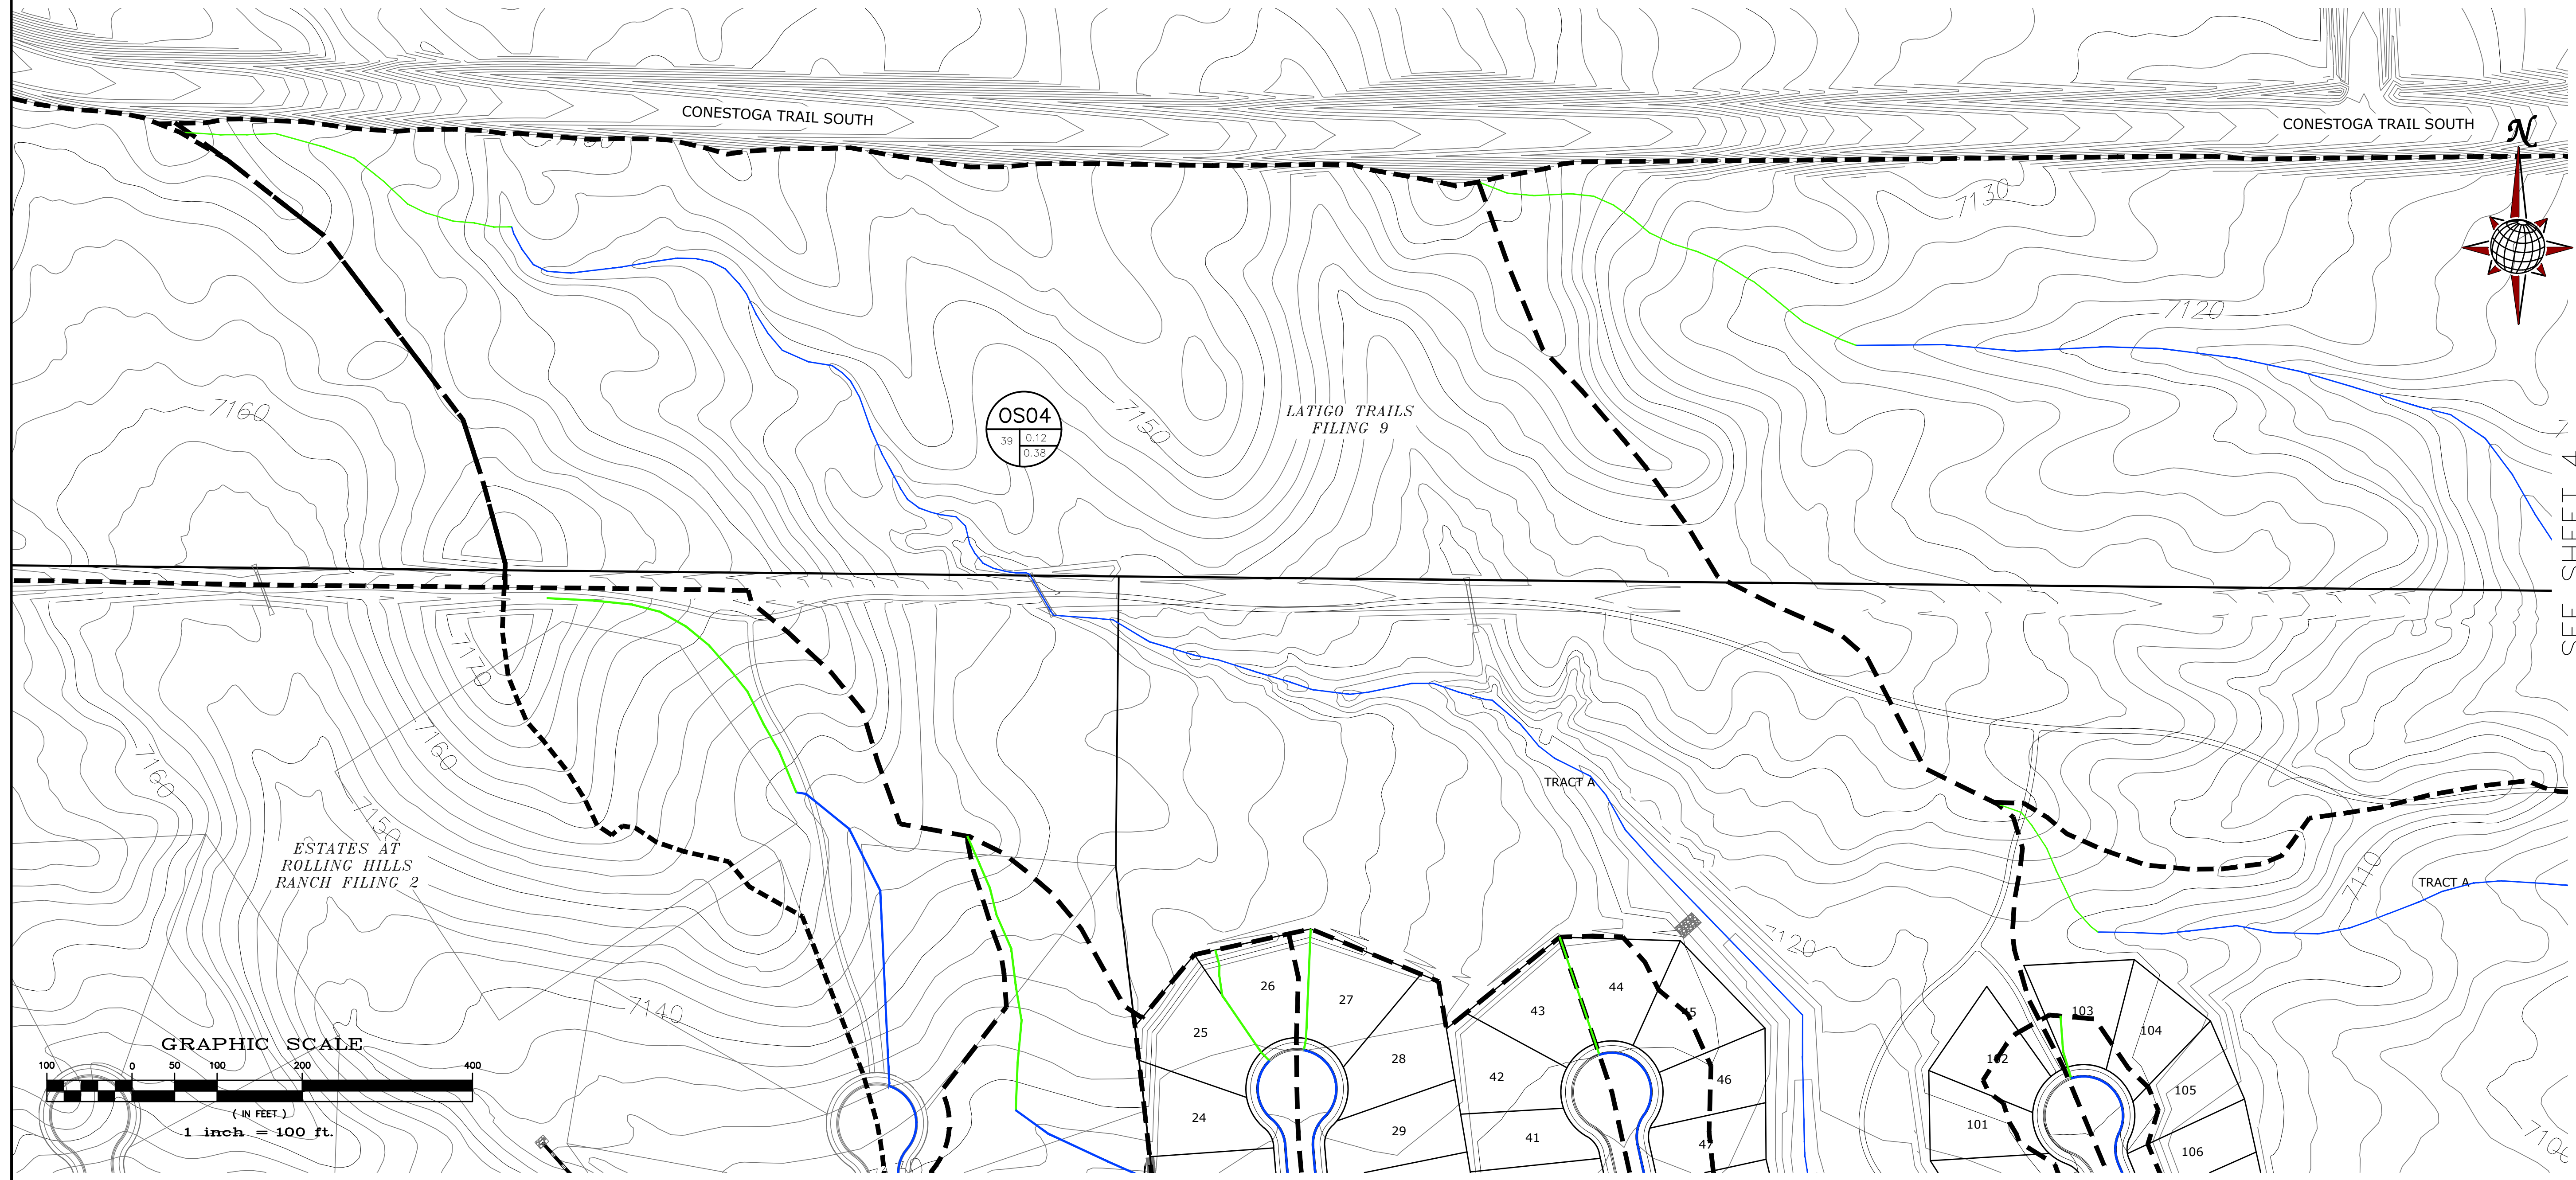 CONESTOGA TRAIL SOUTH
CONESTOGA TRAIL SOUTH
N
7130
7120
7160
OS04
39
0.12
0.38
7150
LATIGO TRAILS
FILING 9
SEE SHEET 4
7170
7160
7160
7150
TRACT A
ESTATES AT
ROLLING HILLS
RANCH FILING 2
7110
TRACT A
7120
7140
26
27
25
28
24
29
43
44
45
42
46
41
47
103
104
102
105
101
106
7100
GRAPHIC SCALE
100 0 50 100 200 400
( IN FEET )
1 inch = 100 ft.